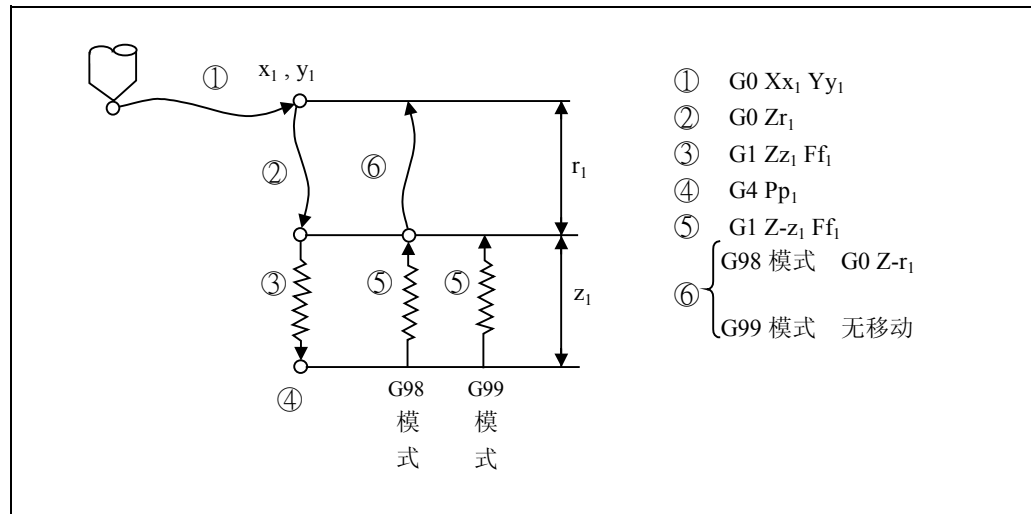 ① x₁ , y₁
② ⑥ r₁
③ ⑤ ⑤ z₁
④ G98 模式 G99 模式
① G0 Xx₁ Yy₁
② G0 Zr₁
③ G1 Zz₁ Ff₁
④ G4 Pp₁
⑤ G1 Z-z₁ Ff₁
⑥ G98 模式 G0 Z-r₁
G99 模式 无移动